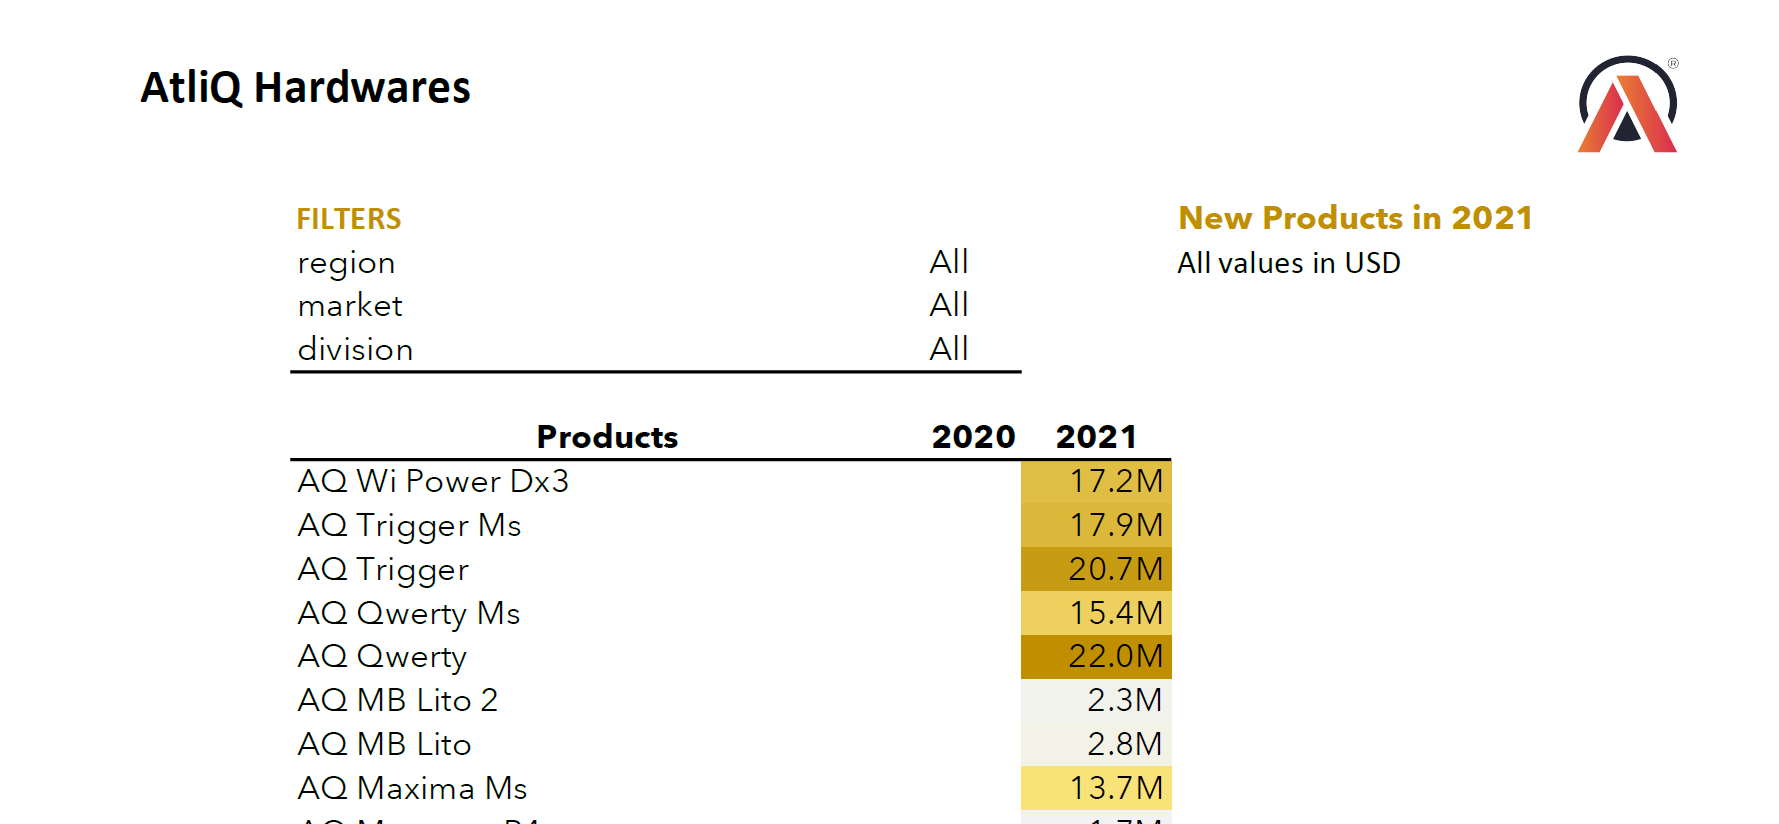 AtliQ Hardwares
®
FILTERS
New Products in 2021
region All
All values in USD
market All
division All
Products 2020 2021
AQ Wi Power Dx3 17.2M
AQ Trigger Ms 17.9M
AQ Trigger 20.7M
AQ Qwerty Ms 15.4M
AQ Qwerty 22.0M
AQ MB Lito 2 2.3M
AQ MB Lito 2.8M
AQ Maxima Ms 13.7M
AQ